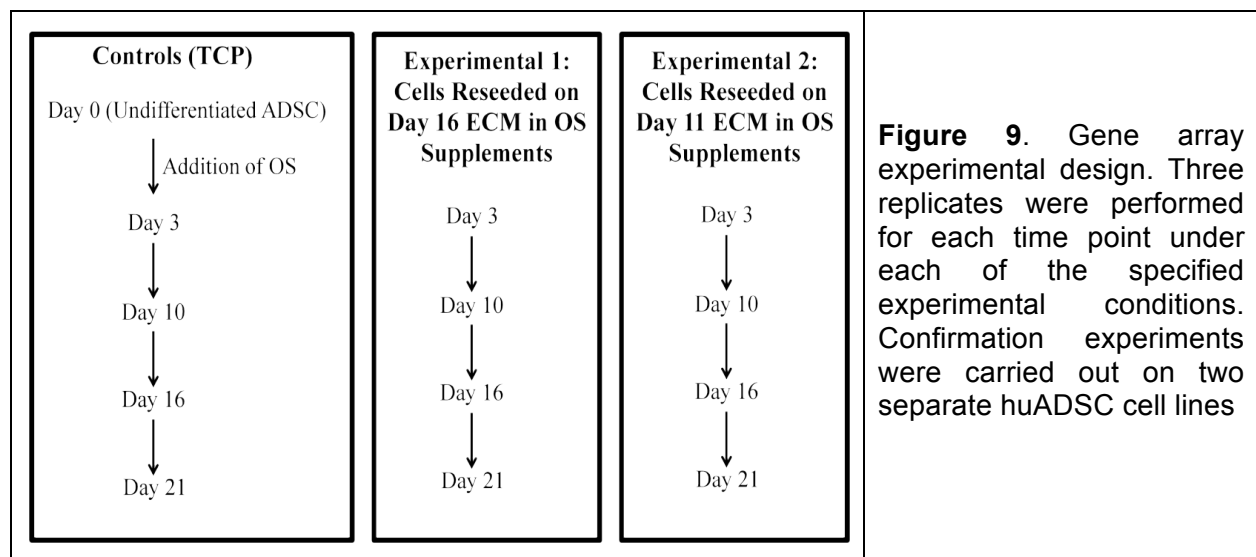 Controls (TCP)
Day 0 (Undifferentiated ADSC)
Addition of OS
Day 3
Day 10
Day 16
Day 21
Experimental 1:
Cells Reseeded on
Day 16 ECM in OS
Supplements
Day 3
Day 10
Day 16
Day 21
Experimental 2:
Cells Reseeded on
Day 11 ECM in OS
Supplements
Day 3
Day 10
Day 16
Day 21
Figure 9. Gene array
experimental design. Three
replicates were performed
for each time point under
each of the specified
experimental conditions.
Confirmation experiments
were carried out on two
separate huADSC cell lines